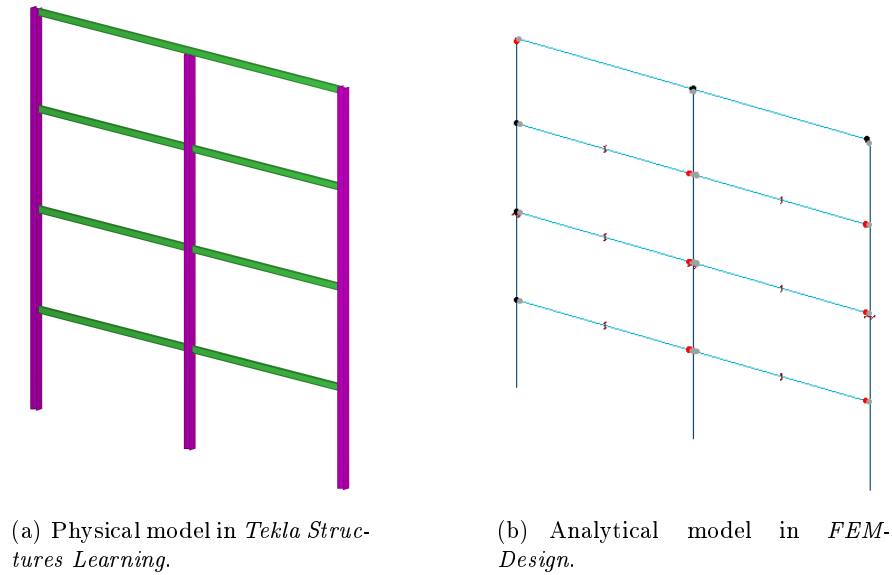 (a) Physical model in Tekla Struc-
tures Learning.
(b) Analytical model in FEM-
Design.